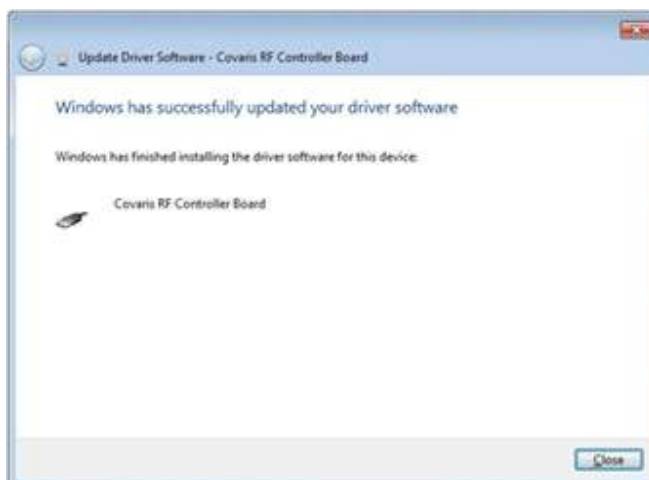 Update Driver Software - Covaris RF Controller Board
Windows has successfully updated your driver software
Windows has finished installing the driver software for this device:
Covaris RF Controller Board
Close